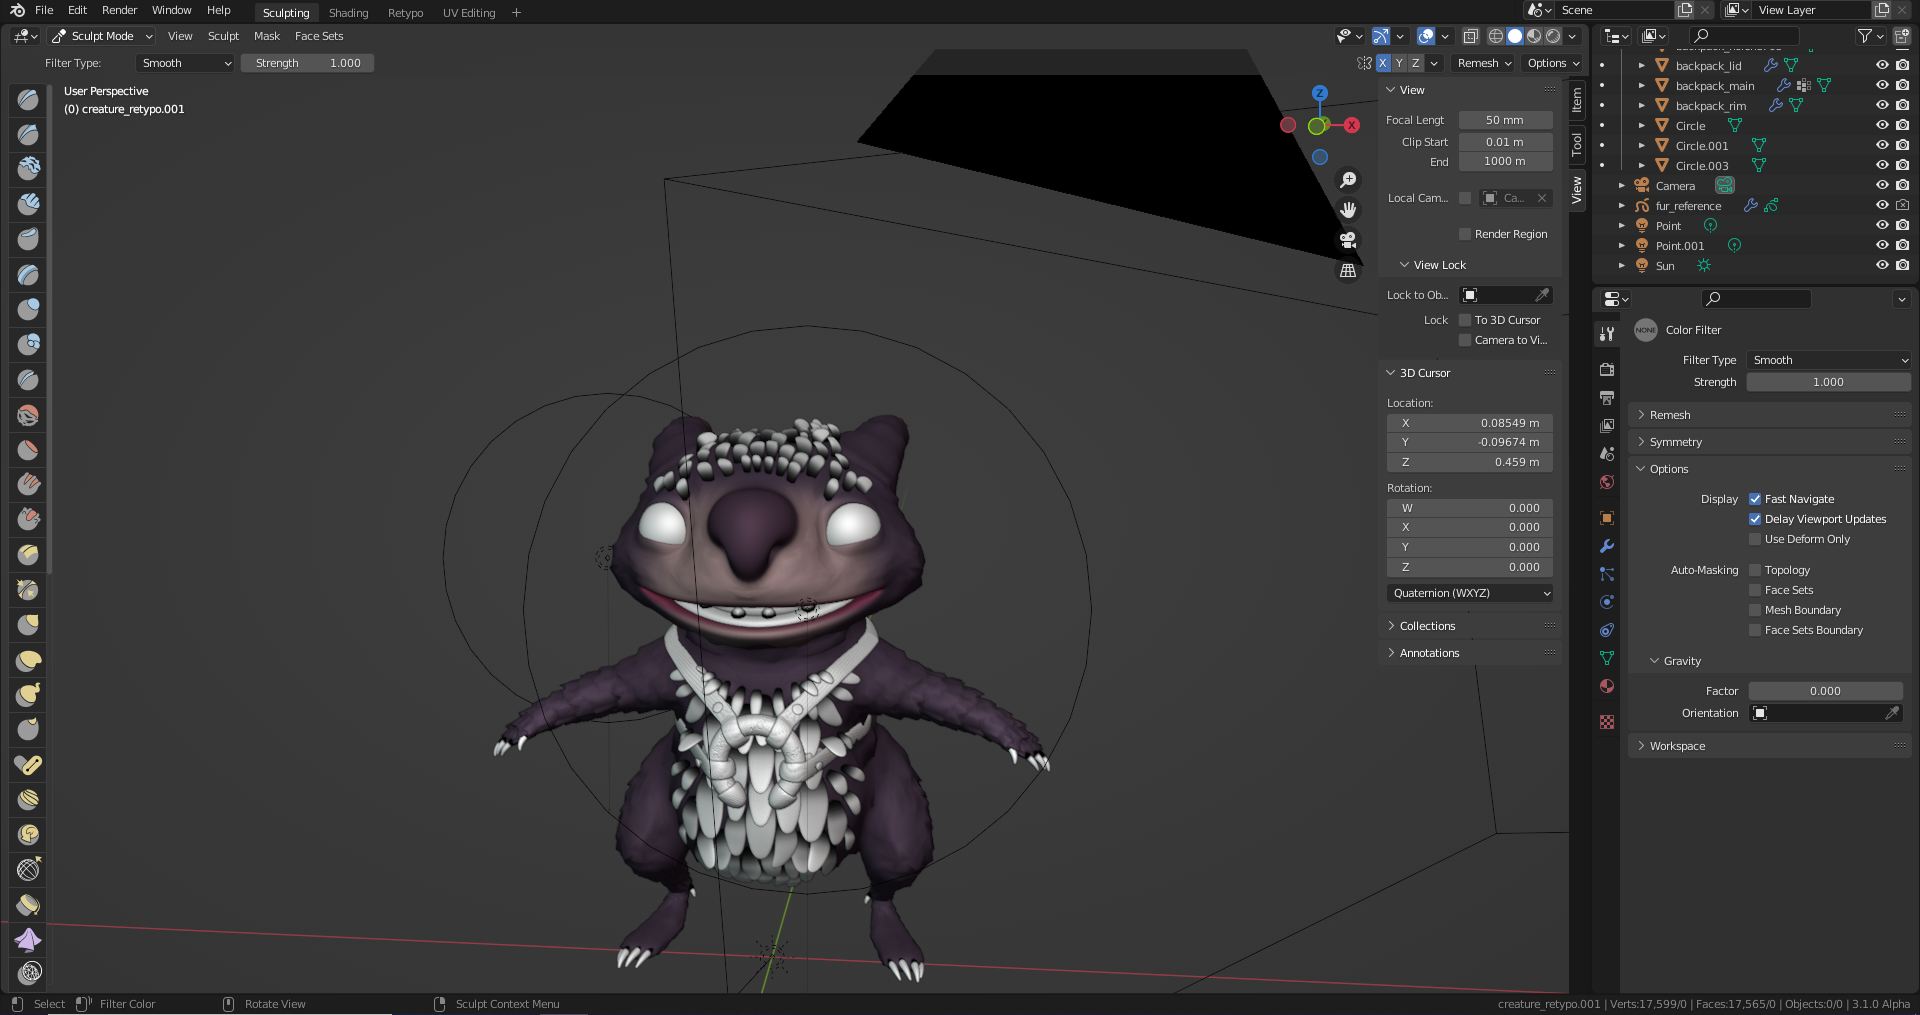 File Edit Render Window Help Sculpting Shading Retypo UV Editing + Scene View Layer
Sculpt Mode View Sculpt Mask Face Sets
Filter Type: Smooth Strength 1.000 X Y Z Remesh Options
User Perspective
(0) creature_retypo.001
Z
X
View
Focal Lengt 50 mm
Clip Start 0.01 m
End 1000 m
Local Cam... Ca...
Render Region
View Lock
Lock to Ob...
Lock To 3D Cursor
Camera to Vi...
3D Cursor
Location:
X 0.08549 m
Y -0.09674 m
Z 0.459 m
Rotation:
W 0.000
X 0.000
Y 0.000
Z 0.000
Quaternion (WXYZ)
Collections
Annotations
Item
Tool
View
backpack_lid
backpack_main
backpack_rim
Circle
Circle.001
Circle.003
Camera
fur_reference
Point
Point.001
Sun
NONE Color Filter
Filter Type Smooth
Strength 1.000
Remesh
Symmetry
Options
Display Fast Navigate
Delay Viewport Updates
Use Deform Only
Auto-Masking Topology
Face Sets
Mesh Boundary
Face Sets Boundary
Gravity
Factor 0.000
Orientation
Workspace
Select Filter Color Rotate View Sculpt Context Menu creature_retypo.001 | Verts:17,599/0 | Faces:17,565/0 | Objects:0/0 | 3.1.0 Alpha